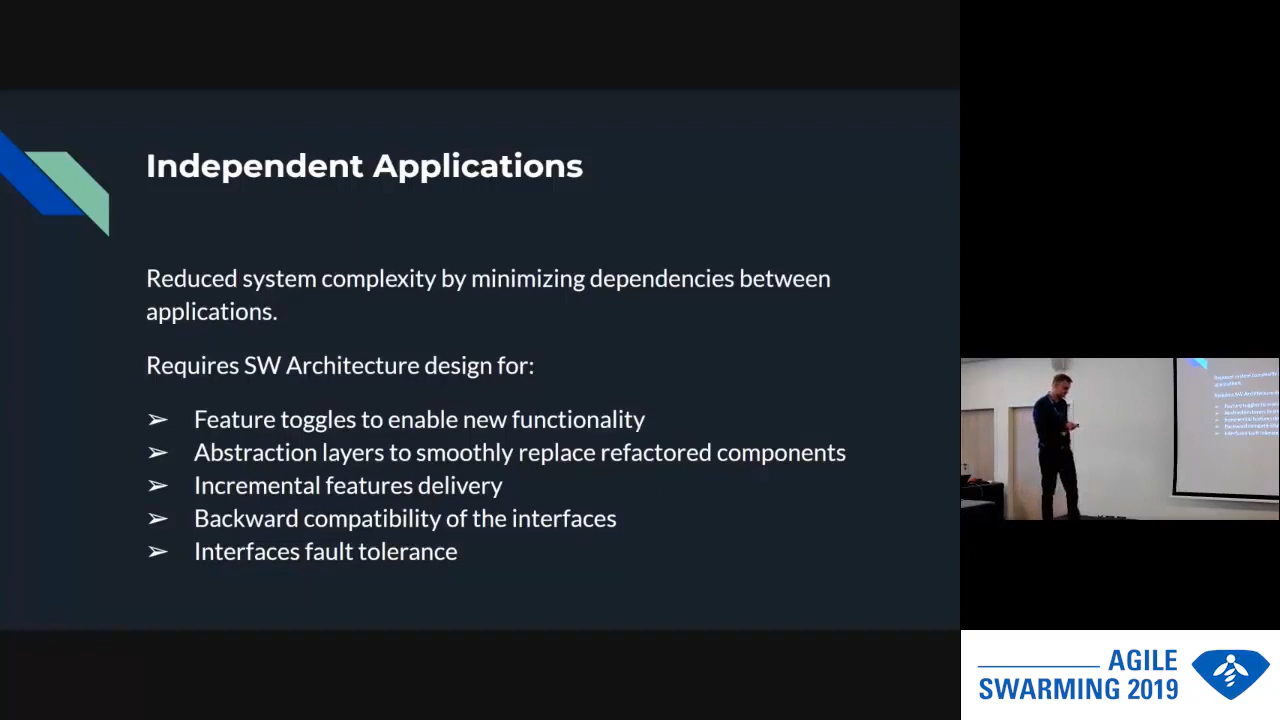 Independent Applications
Reduced system complexity by minimizing dependencies between
applications.
Requires SW Architecture design for:
➢ Feature toggles to enable new functionality
➢ Abstraction layers to smoothly replace refactored components
➢ Incremental features delivery
➢ Backward compatibility of the interfaces
➢ Interfaces fault tolerance
AGILE
SWARMING 2019